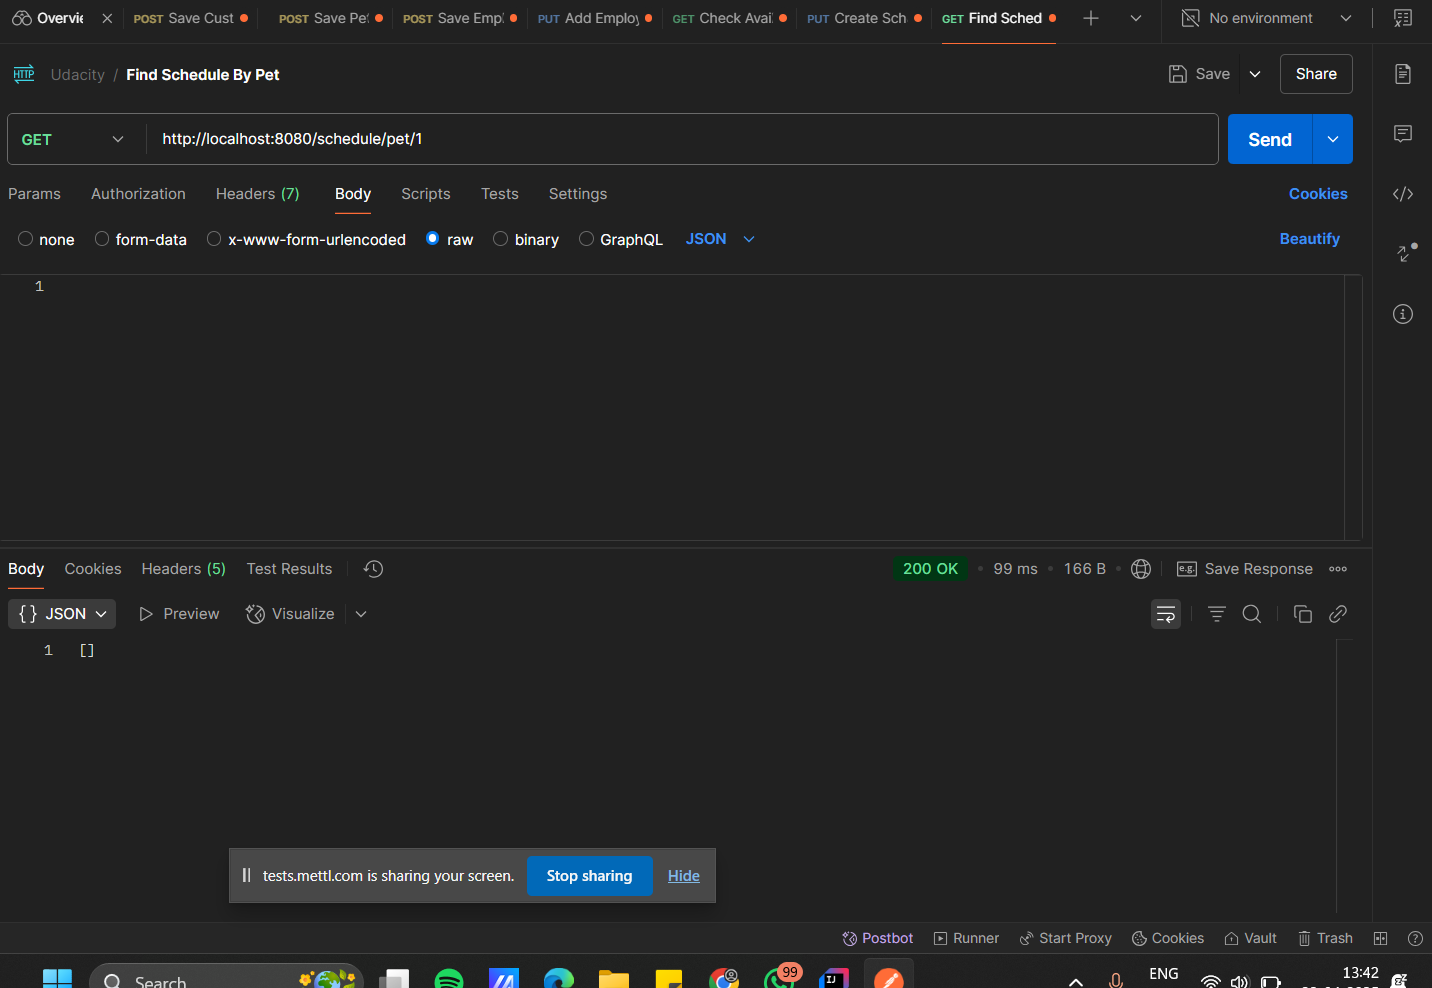 Overvie POST Save Cust POST Save Pet POST Save Emp PUT Add Employ GET Check Avai PUT Create Sch GET Find Sched No environment
HTTP Udacity / Find Schedule By Pet Save Share
GET http://localhost:8080/schedule/pet/1 Send
Params Authorization Headers (7) Body Scripts Tests Settings Cookies
none form-data x-www-form-urlencoded raw binary GraphQL JSON Beautify
1
Body Cookies Headers (5) Test Results 200 OK • 99 ms • 166 B • e.g. Save Response
{} JSON Preview Visualize
1 []
tests.mettl.com is sharing your screen. Stop sharing Hide
Postbot Runner Start Proxy Cookies Vault Trash
Search 99 IJ ENG 13:42